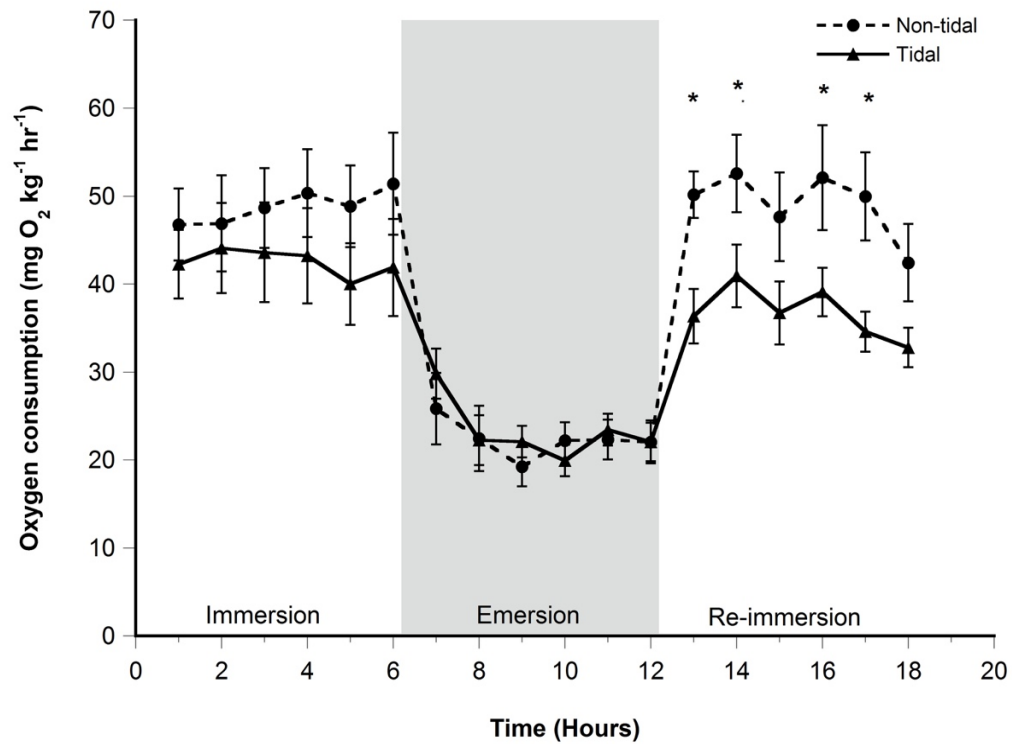 70
60
50
40
30
20
10
0
Oxygen consumption (mg O₂ kg⁻¹ hr⁻¹)
Non-tidal
Tidal
* * * *
Immersion Emersion Re-immersion
0 2 4 6 8 10 12 14 16 18 20
Time (Hours)